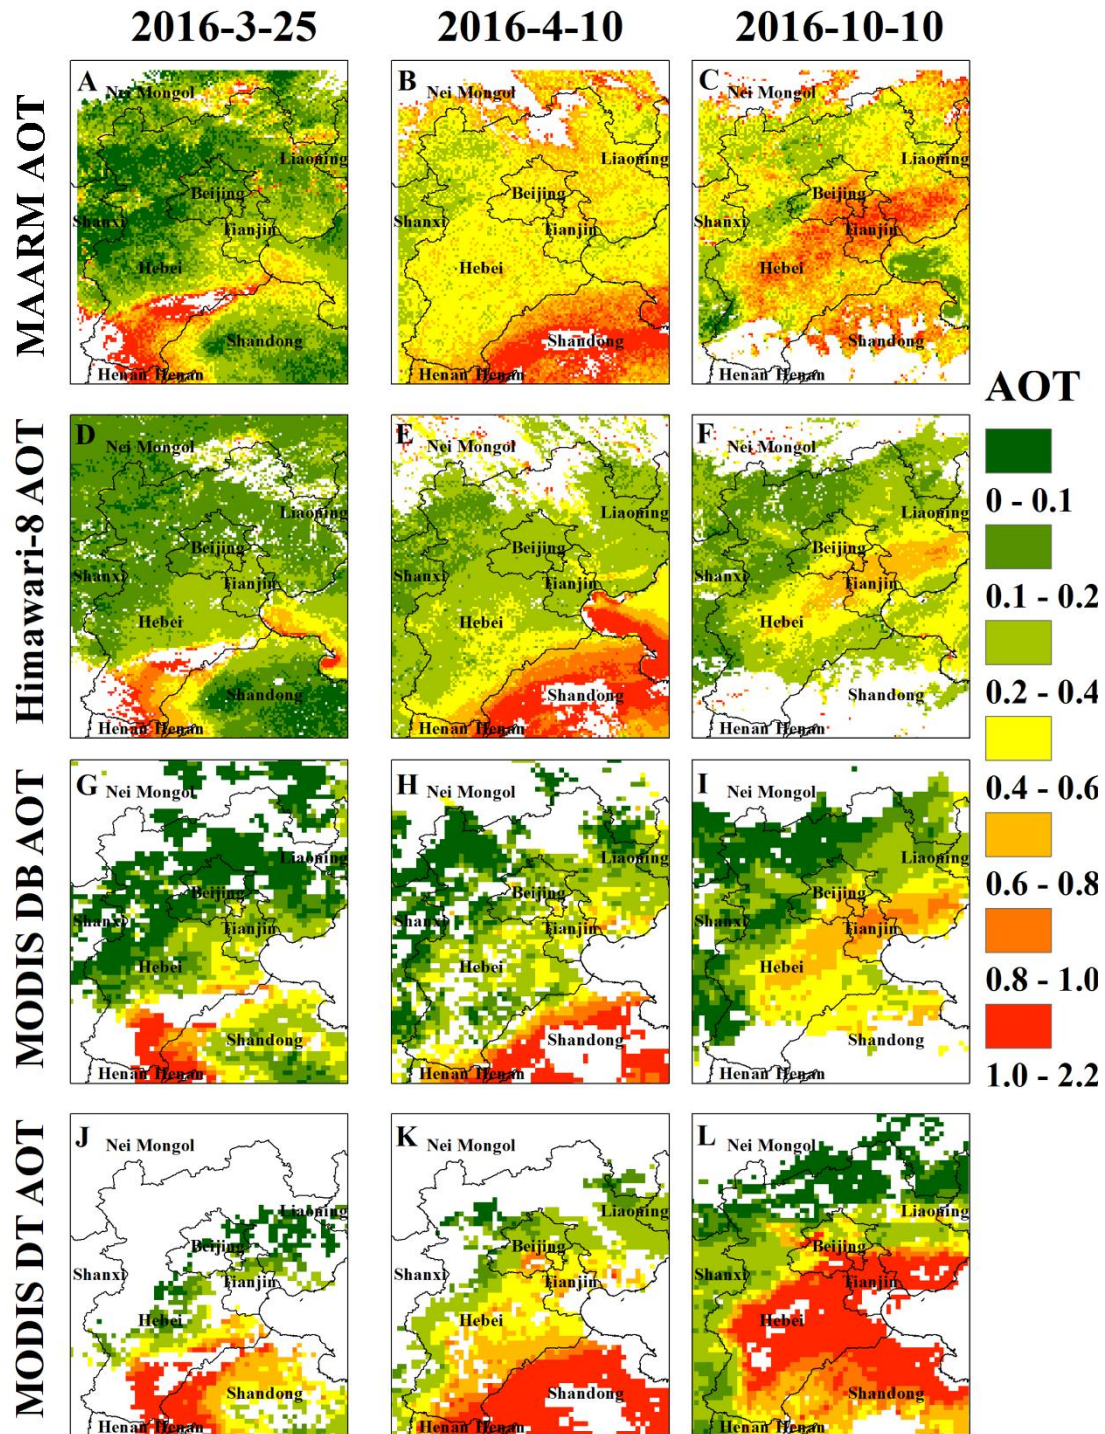 2016-3-25 2016-4-10 2016-10-10
MAARM AOT
A
Nei Mongol
Liaoning
Beijing
Shanxi
Tianjin
Hebei
Shandong
Henan Henan
B
Nei Mongol
Liaoning
Beijing
Shanxi
Tianjin
Hebei
Shandong
Henan Henan
C
Nei Mongol
Liaoning
Beijing
Shanxi
Tianjin
Hebei
Shandong
Henan Henan
Himawari-8 AOT
D
Nei Mongol
Liaoning
Beijing
Shanxi
Tianjin
Hebei
Shandong
Henan Henan
E
Nei Mongol
Liaoning
Beijing
Shanxi
Tianjin
Hebei
Shandong
Henan Henan
F
Nei Mongol
Liaoning
Beijing
Shanxi
Tianjin
Hebei
Shandong
Henan Henan
MODIS DB AOT
G
Nei Mongol
Liaoning
Beijing
Shanxi
Tianjin
Hebei
Shandong
Henan Henan
H
Nei Mongol
Liaoning
Beijing
Shanxi
Tianjin
Hebei
Shandong
Henan Henan
I
Nei Mongol
Liaoning
Beijing
Shanxi
Tianjin
Hebei
Shandong
Henan Henan
MODIS DT AOT
J
Nei Mongol
Liaoning
Beijing
Shanxi
Tianjin
Hebei
Shandong
Henan Henan
K
Nei Mongol
Liaoning
Beijing
Shanxi
Tianjin
Hebei
Shandong
Henan Henan
L
Nei Mongol
Liaoning
Beijing
Shanxi
Tianjin
Hebei
Shandong
Henan Henan
AOT
0 - 0.1
0.1 - 0.2
0.2 - 0.4
0.4 - 0.6
0.6 - 0.8
0.8 - 1.0
1.0 - 2.2